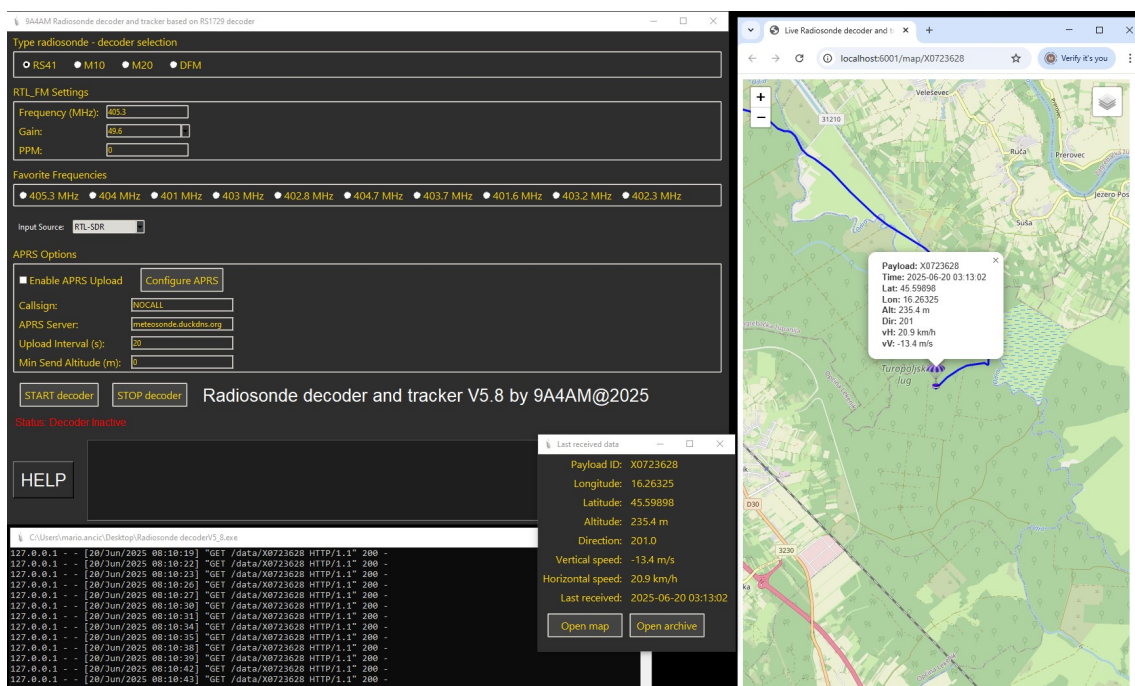 9A4AM Radiosonde decoder and tracker based on RS1729 decoder
Type radiosonde - decoder selection
RS41 M10 M20 DFM
RTL_FM Settings
Frequency (MHz): 405.3
Gain: 49.6
PPM: 0
Favorite Frequencies
405.3 MHz 404 MHz 401 MHz 403 MHz 402.8 MHz 404.7 MHz 403.7 MHz 401.6 MHz 403.2 MHz 402.3 MHz
Input Source: RTL-SDR
APRS Options
Enable APRS Upload Configure APRS
Callsign: NOCALL
APRS Server: meteosonde.duckdns.org
Upload Interval (s): 20
Min Send Altitude (m): 0
START decoder STOP decoder Radiosonde decoder and tracker V5.8 by 9A4AM@2025
Status: Decoder Inactive
HELP
C:\Users\mario.ancic\Desktop\Radiosonde decoderV5_8.exe
127.0.0.1 - - [20/Jun/2025 08:10:19] "GET /data/X0723628 HTTP/1.1" 200 -
127.0.0.1 - - [20/Jun/2025 08:10:22] "GET /data/X0723628 HTTP/1.1" 200 -
127.0.0.1 - - [20/Jun/2025 08:10:23] "GET /data/X0723628 HTTP/1.1" 200 -
127.0.0.1 - - [20/Jun/2025 08:10:26] "GET /data/X0723628 HTTP/1.1" 200 -
127.0.0.1 - - [20/Jun/2025 08:10:27] "GET /data/X0723628 HTTP/1.1" 200 -
127.0.0.1 - - [20/Jun/2025 08:10:30] "GET /data/X0723628 HTTP/1.1" 200 -
127.0.0.1 - - [20/Jun/2025 08:10:31] "GET /data/X0723628 HTTP/1.1" 200 -
127.0.0.1 - - [20/Jun/2025 08:10:34] "GET /data/X0723628 HTTP/1.1" 200 -
127.0.0.1 - - [20/Jun/2025 08:10:35] "GET /data/X0723628 HTTP/1.1" 200 -
127.0.0.1 - - [20/Jun/2025 08:10:38] "GET /data/X0723628 HTTP/1.1" 200 -
127.0.0.1 - - [20/Jun/2025 08:10:39] "GET /data/X0723628 HTTP/1.1" 200 -
127.0.0.1 - - [20/Jun/2025 08:10:42] "GET /data/X0723628 HTTP/1.1" 200 -
127.0.0.1 - - [20/Jun/2025 08:10:43] "GET /data/X0723628 HTTP/1.1" 200 -
Last received data
Payload ID: X0723628
Longitude: 16.26325
Latitude: 45.59898
Altitude: 235.4 m
Direction: 201.0
Vertical speed: -13.4 m/s
Horizontal speed: 20.9 km/h
Last received: 2025-06-20 03:13:02
Open map Open archive
Live Radiosonde decoder and t
localhost:6001/map/X0723628 Verify it's you
+
−
Veleševec
31210
Ruča
Prerovec
Jezero Pos
Suša
Payload: X0723628
Time: 2025-06-20 03:13:02
Lat: 45.59898
Lon: 16.26325
Alt: 235.4 m
Dir: 201
vH: 20.9 km/h
vV: -13.4 m/s
Turopoljsk
lug
D30
3230